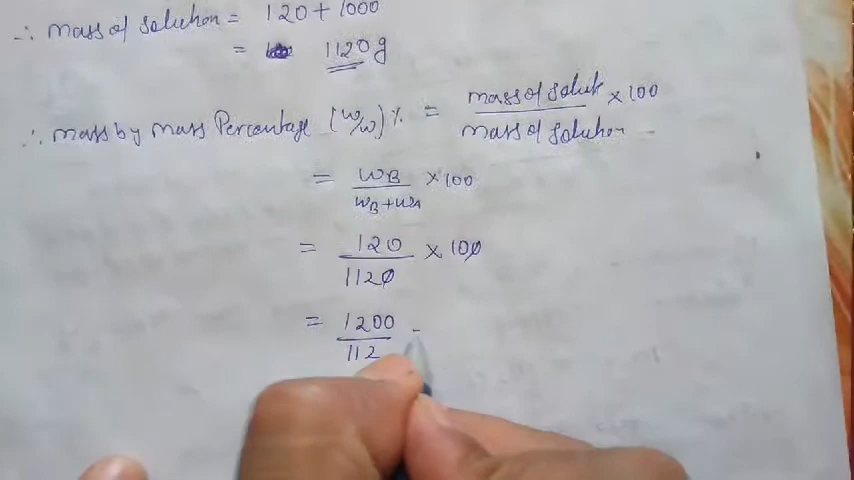 ∴ mass of solution = 120 + 1000
= 1120g
∴ mass by mass Percentage (w/w) % = mass of solute / mass of solution × 100
= WB / WB + WA × 100
= 120 / 1120 × 100
= 1200 / 112 -